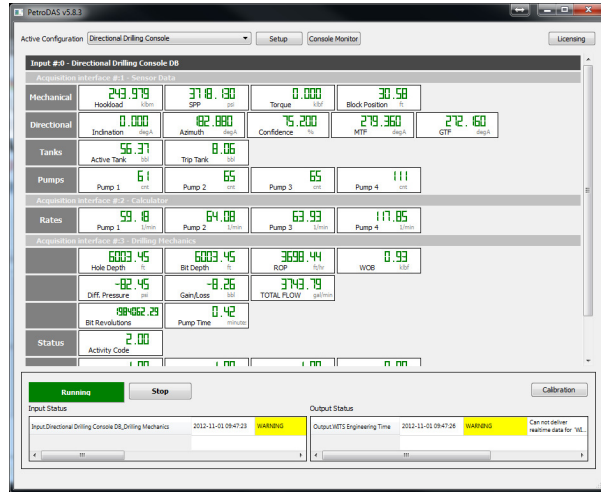 PetroDAS v5.8.3
Active Configuration Directional Drilling Console Setup Console Monitor Licensing
Input #:0 - Directional Drilling Console DB
Acquisition interface #:1 - Sensor Data
Mechanical 243.979 Hookload klbm 3718.130 SPP psi 0.000 Torque klbf 30.58 Block Position ft
Directional 0.000 Indination degA 182.880 Azimuth degA 75.200 Confidence % 279.360 MTF degA 272.160 GTF degA
Tanks 56.37 Active Tank bbl 8.06 Trip Tank bbl
Pumps 61 Pump 1 cnt 65 Pump 2 cnt 65 Pump 3 cnt 111 Pump 4 cnt
Acquisition interface #:2 - Calculator
Rates 59.18 Pump 1 1/min 64.08 Pump 2 1/min 63.93 Pump 3 1/min 117.85 Pump 4 1/min
Acquisition interface #:3 - Drilling Mechanics
6003.45 Hole Depth ft 6003.45 Bit Depth ft 3698.44 ROP ft/hr 0.93 WOB klbf
-82.45 Diff. Pressure psi -8.26 Gain/Loss bbl 3743.79 TOTAL FLOW gal/min
1984062.29 Bit Revolutions 0.42 Pump Time minute
Status 2.00 Activity Code
Running Stop Calibration
Input Status Output Status
Input.Directional Drilling Console DB_Drilling Mechanics 2012-11-01 09:47:23 WARNING Output.WITS Engineering Time 2012-11-01 09:47:26 WARNING Can not deliver
realtime data for 'WI...